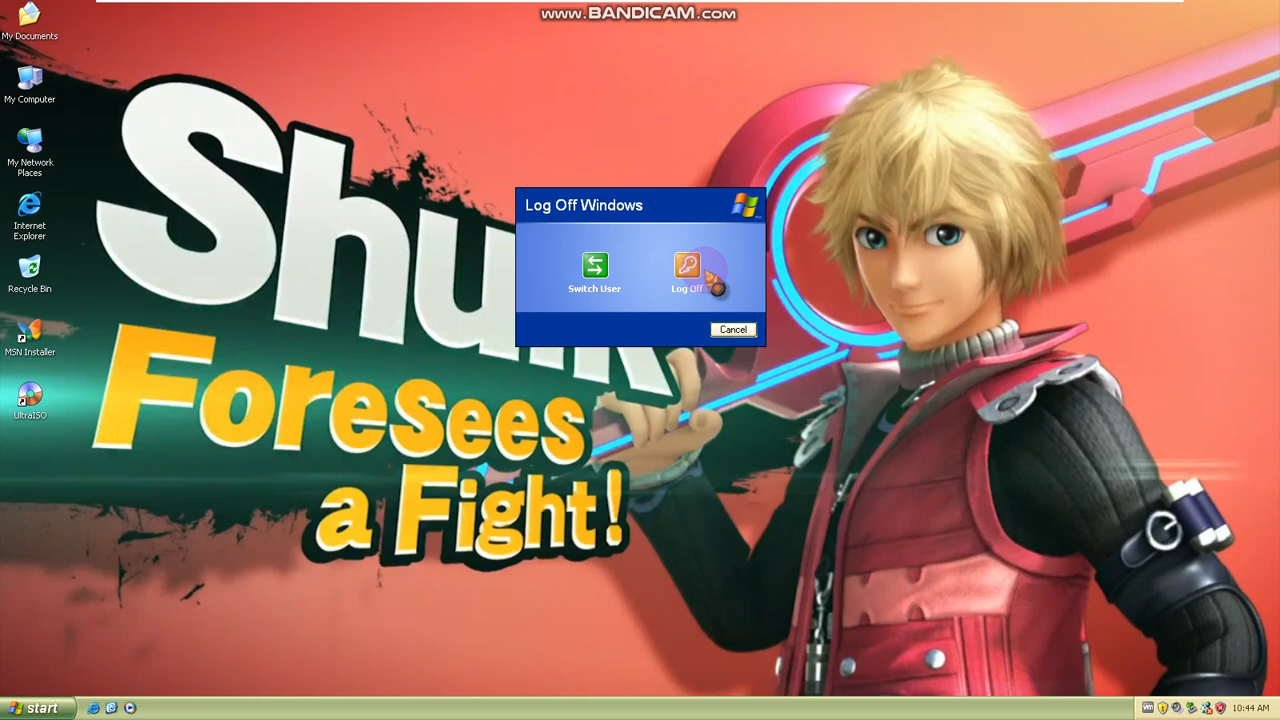 www.BANDICAM.com
My Documents
My Computer
My Network
Places
Internet
Explorer
Recycle Bin
MSN Installer
UltraISO
Shulk
Foresees
a Fight!
Log Off Windows
Switch User
Log Off
Cancel
start
vm
10:44 AM